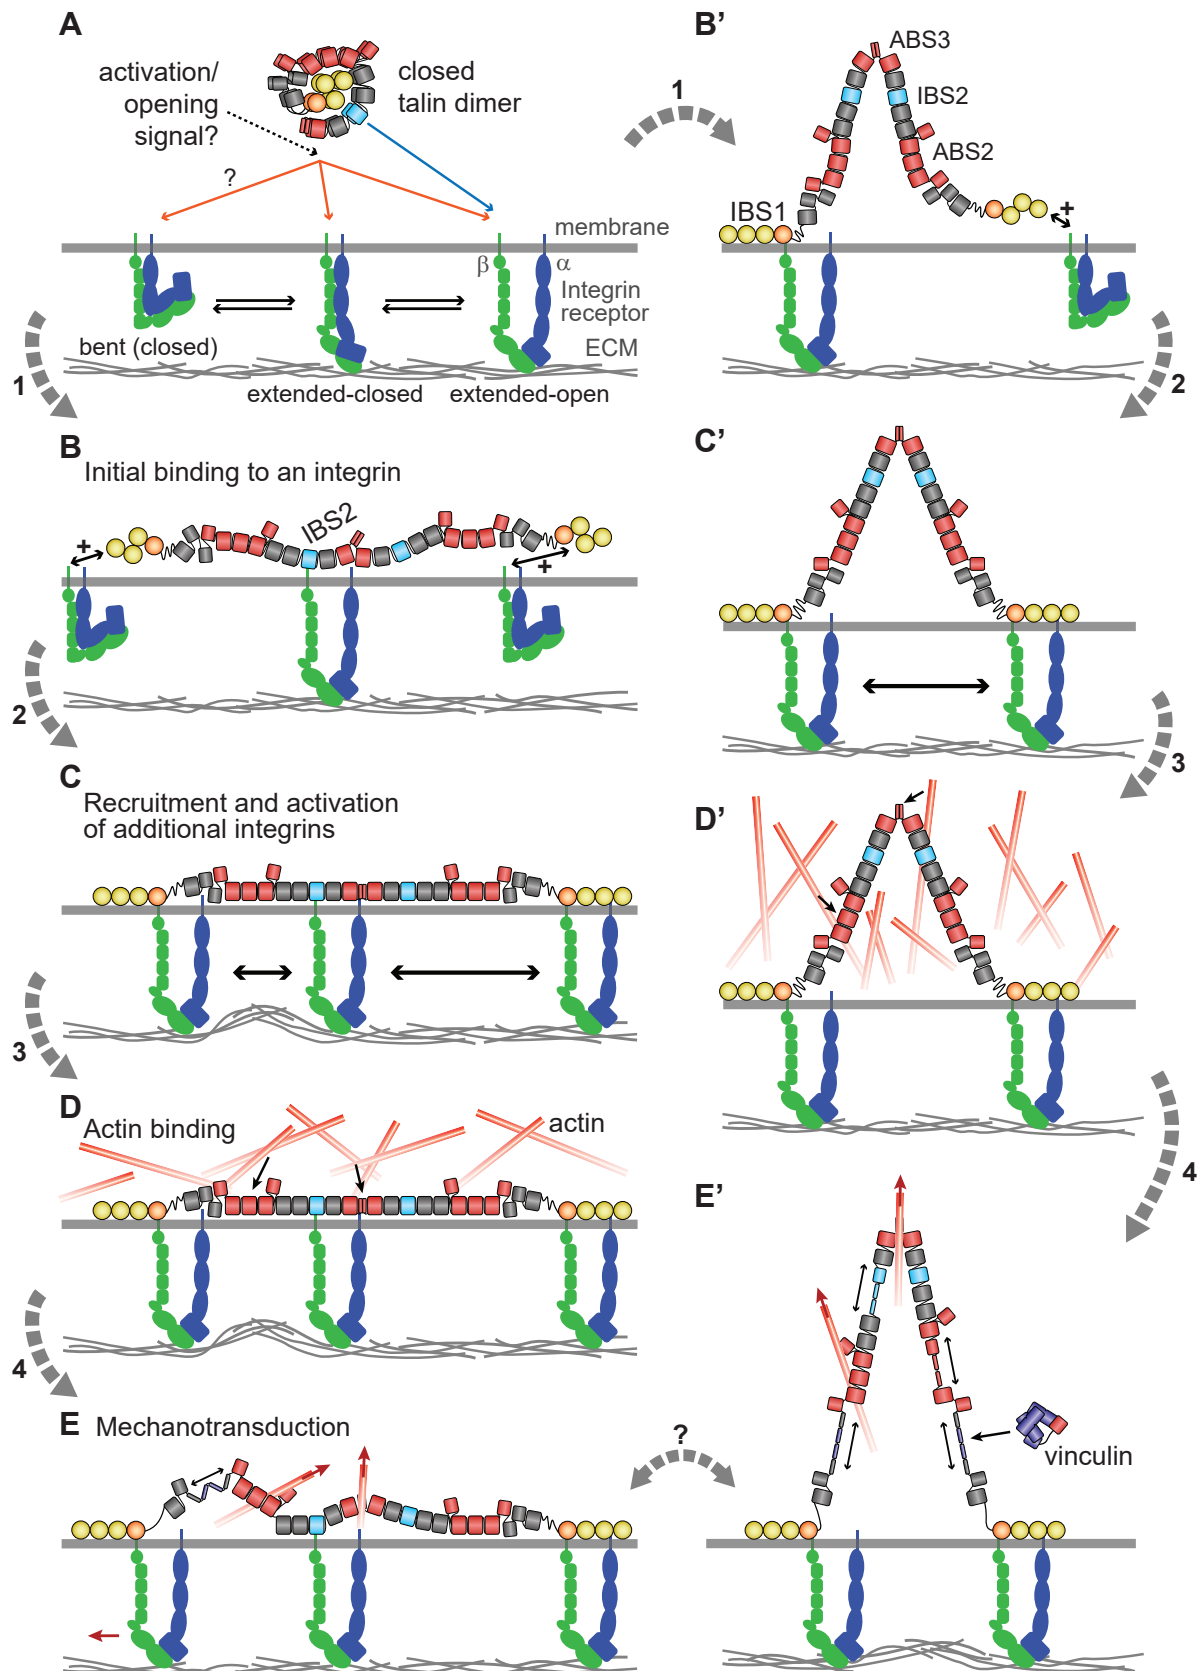 A
activation/
opening
signal?
closed
talin dimer
?
membrane
β
α
Integrin
receptor
ECM
bent (closed)
extended-closed
extended-open
1
1
B’
ABS3
IBS2
ABS2
IBS1
+
2
B
Initial binding to an integrin
IBS2
+
+
2
C’
3
C
Recruitment and activation
of additional integrins
3
D’
4
D
Actin binding
actin
4
E’
vinculin
E
Mechanotransduction
?